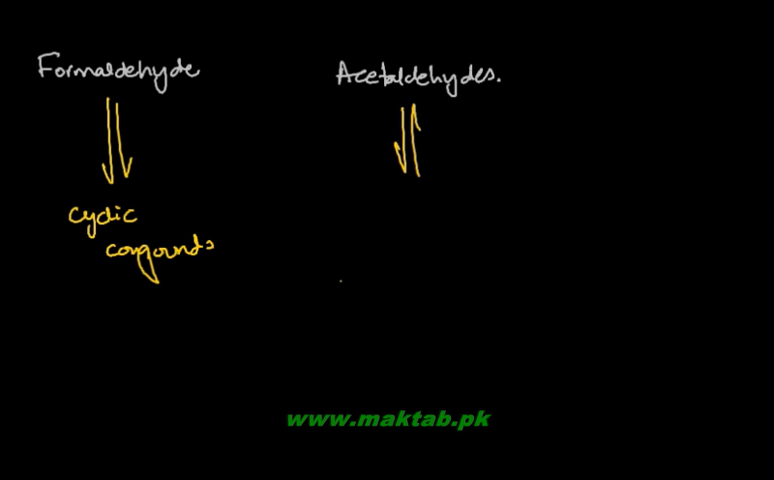 Formaldehyde
Acetaldehydes.
cyclic
compounds
www.maktab.pk